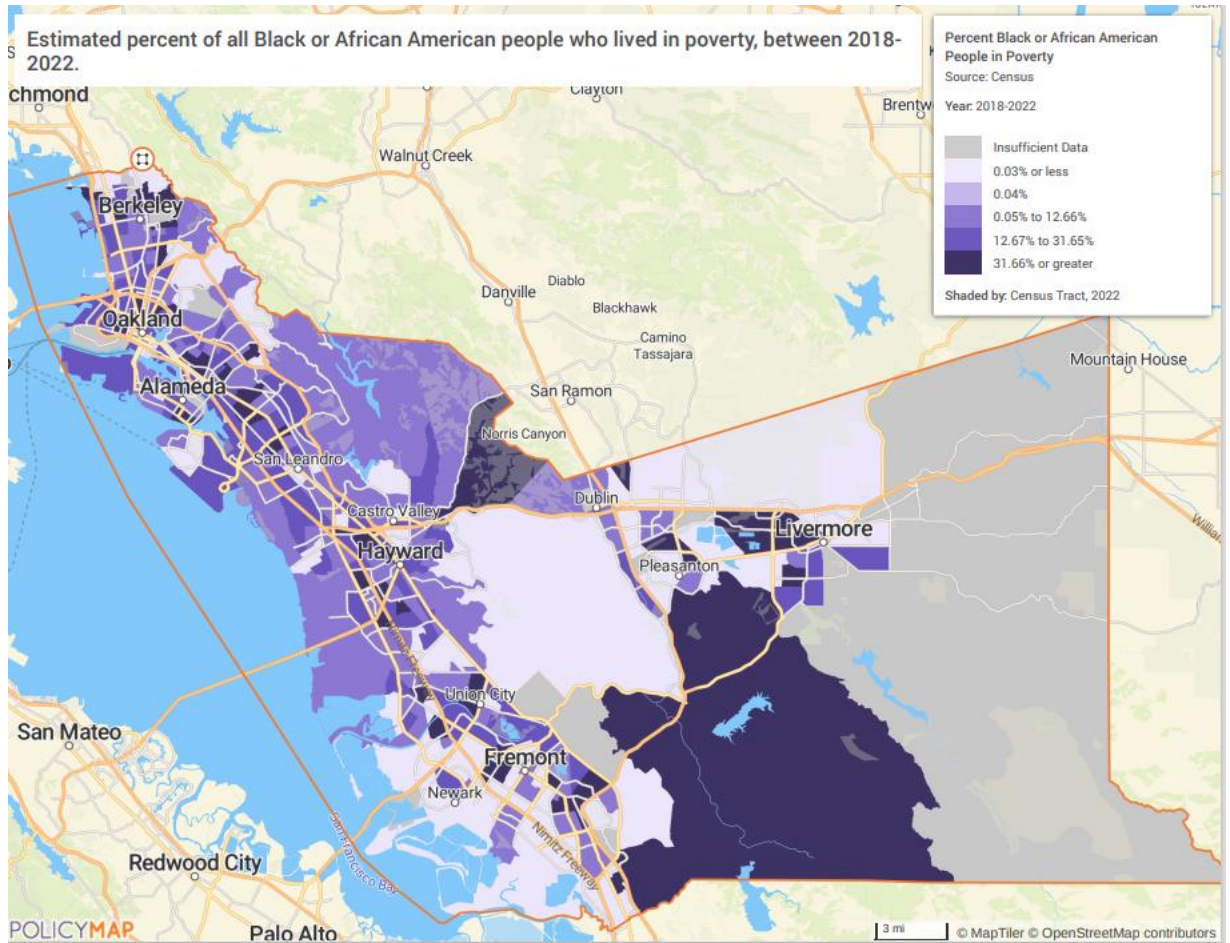 Estimated percent of all Black or African American people who lived in poverty, between 2018-
2022.
Percent Black or African American
People in Poverty
Source: Census
Year: 2018-2022
Insufficient Data
0.03% or less
0.04%
0.05% to 12.66%
12.67% to 31.65%
31.66% or greater
Shaded by: Census Tract, 2022
chmond
Clayton
Brentw
Walnut Creek
Berkeley
Diablo
Danville
Blackhawk
Oakland
Camino
Tassajara
Mountain House
Alameda
San Ramon
Norris Canyon
San Leandro
Dublin
Castro Valley
Livermore
Hayward
Pleasanton
Union City
San Mateo
Fremont
Newark
Nimitz Freeway
San Francisco Bay
Redwood City
POLICYMAP
Palo Alto
3 mi
© MapTiler © OpenStreetMap contributors